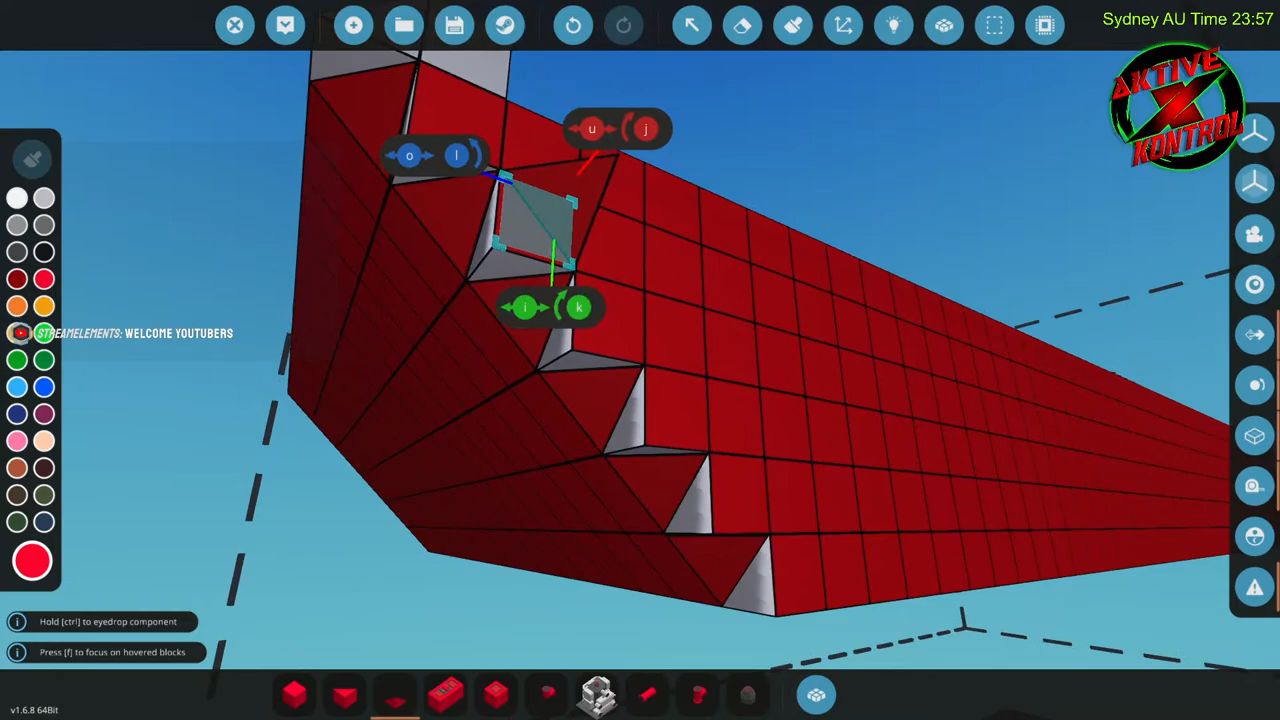 Sydney AU Time 23:57
AKTIVE
X
KONTROL
u
j
o
l
i
k
STREAMELEMENTS: WELCOME YOUTUBERS
Hold [ctrl] to eyedrop component
Press [f] to focus on hovered blocks
v1.6.8 64Bit